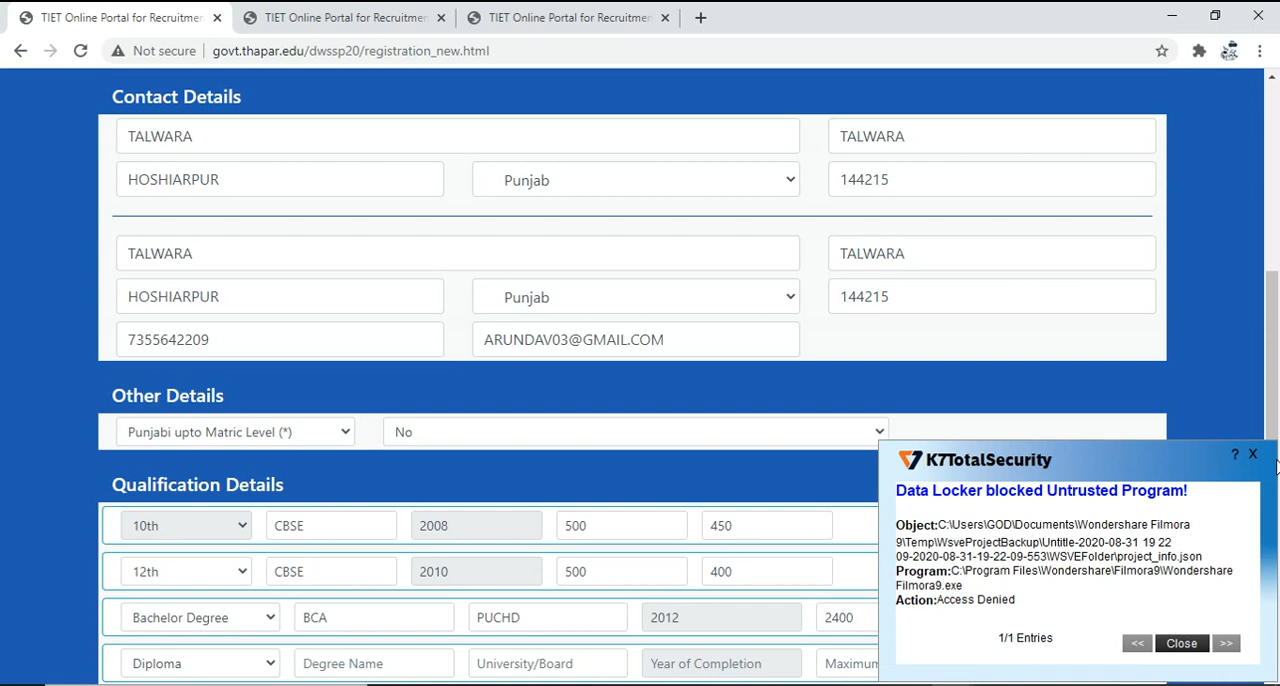 TIET Online Portal for Recruitmen
TIET Online Portal for Recruitmen
TIET Online Portal for Recruitmen
Not secure
govt.thapar.edu/dwssp20/registration_new.html
Contact Details
TALWARA
TALWARA
HOSHIARPUR
Punjab
144215
TALWARA
TALWARA
HOSHIARPUR
Punjab
144215
7355642209
ARUNDAV03@GMAIL.COM
Other Details
Punjabi upto Matric Level (*)
No
Qualification Details
10th
CBSE
2008
500
450
12th
CBSE
2010
500
400
Bachelor Degree
BCA
PUCHD
2012
2400
Diploma
Degree Name
University/Board
Year of Completion
Maximum
K7TotalSecurity
? X
Data Locker blocked Untrusted Program!
Object:C:\Users\GOD\Documents\Wondershare Filmora
9\Temp\WsveProjectBackup\Untitle-2020-08-31 19 22
09-2020-08-31-19-22-09-553\WSVEFolder\project_info.json
Program:C:\Program Files\Wondershare\Filmora9\Wondershare
Filmora9.exe
Action:Access Denied
1/1 Entries
<<
Close
>>